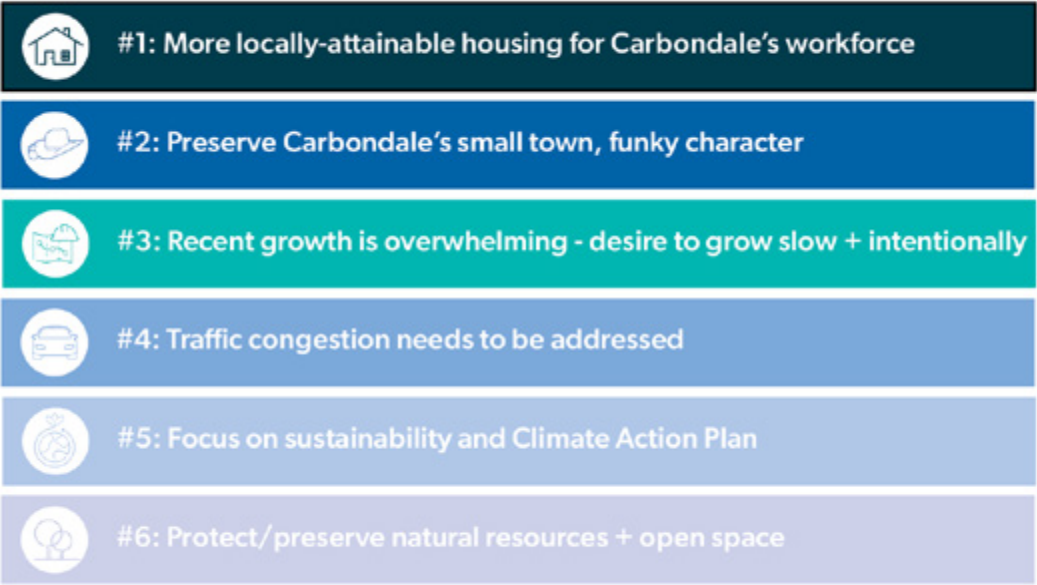 #1: More locally-attainable housing for Carbondale's workforce
#2: Preserve Carbondale's small town, funky character
#3: Recent growth is overwhelming - desire to grow slow + intentionally
#4: Traffic congestion needs to be addressed
#5: Focus on sustainability and Climate Action Plan
#6: Protect/preserve natural resources + open space